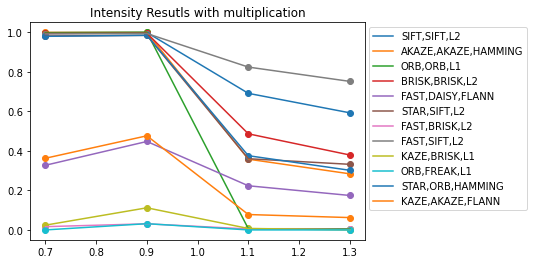 Intensity Resutls with multiplication
1.0
0.8
0.6
0.4
0.2
0.0
0.7 0.8 0.9 1.0 1.1 1.2 1.3
SIFT,SIFT,L2
AKAZE,AKAZE,HAMMING
ORB,ORB,L1
BRISK,BRISK,L2
FAST,DAISY,FLANN
STAR,SIFT,L2
FAST,BRISK,L2
FAST,SIFT,L2
KAZE,BRISK,L1
ORB,FREAK,L1
STAR,ORB,HAMMING
KAZE,AKAZE,FLANN